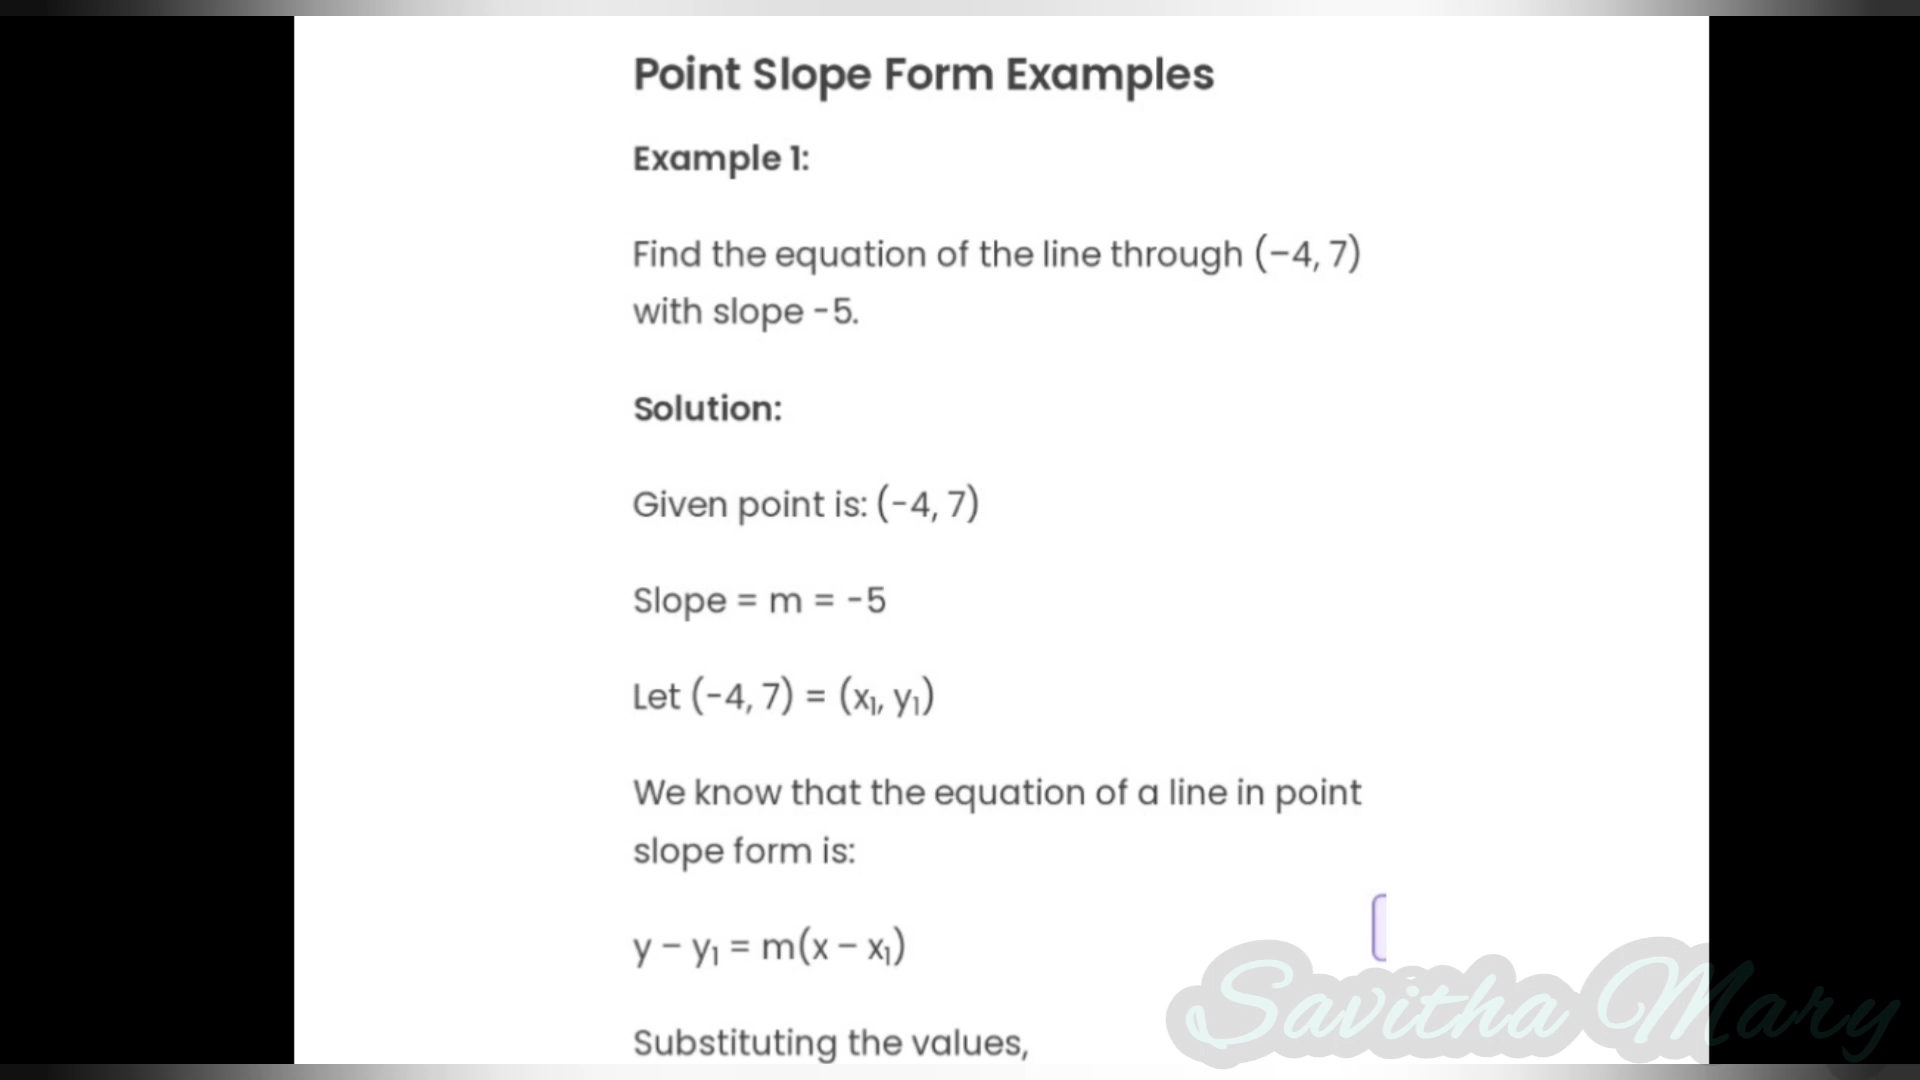 Point Slope Form Examples
Example 1:
Find the equation of the line through (−4, 7)
with slope -5.
Solution:
Given point is: (-4, 7)
Slope = m = -5
Let (-4, 7) = (x₁, y₁)
We know that the equation of a line in point
slope form is:
y − y₁ = m(x − x₁)
Substituting the values,
Savitha Mary